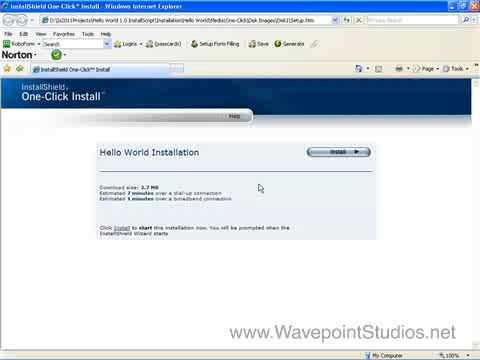 InstallShield One-Click Install - Windows Internet Explorer
D:\Jx2011Projects\Hello World 1.0 InstallScript\Installation\Hello World\Media\One-Click\Disk Images\Disk1\Setup.htm
File Edit View Favorites Tools Help
RoboForm Search Logins (passcards) Setup Form Filling Save Generate
Norton
InstallShield One-Click™ Install Page Tools
InstallShield
One-Click Install™
Help
Hello World Installation
Install
Download size: 2.7 MB
Estimated 7 minutes over a dial-up connection
Estimated 1 minutes over a broadband connection
Click Install to start this installation now. You will be prompted when the
InstallShield Wizard starts
www.WavepointStudios.net
My Computer 100%